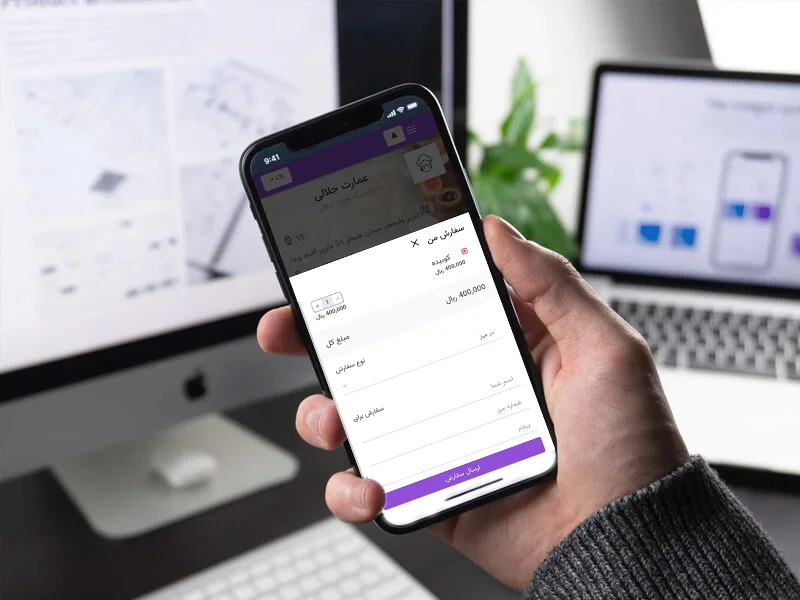 9:41
EN
عمارت جلالی
15
سفارش من
کوبیده
400,000 ریال
1
400,000 ریال
400,000 ریال
مبلغ کل
در میز
نوع سفارش
اسم شما
سفارش برای
شماره میز
پیغام
ارسال سفارش